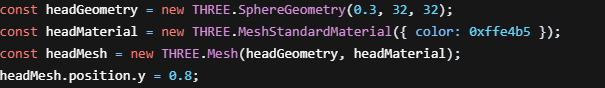 const headGeometry = new THREE.SphereGeometry(0.3, 32, 32);
const headMaterial = new THREE.MeshStandardMaterial({ color: 0xffe4b5 });
const headMesh = new THREE.Mesh(headGeometry, headMaterial);
headMesh.position.y = 0.8;